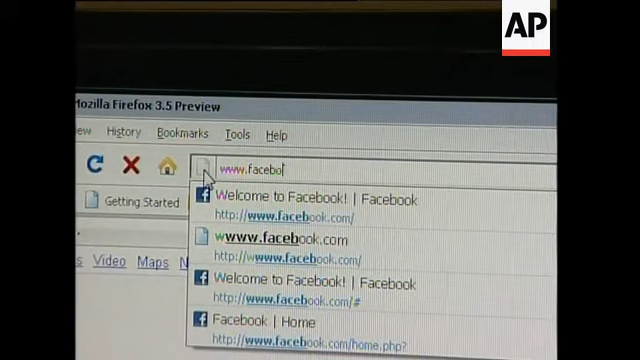 AP
Mozilla Firefox 3.5 Preview
ew History Bookmarks Tools Help
www.facebo
Welcome to Facebook! | Facebook
http://www.facebook.com/
Getting Started
wwww.facebook.com
http://wwww.facebook.com/
s Video Maps N
Welcome to Facebook! | Facebook
http://www.facebook.com/#
Facebook | Home
http://www.facebook.com/home.php?